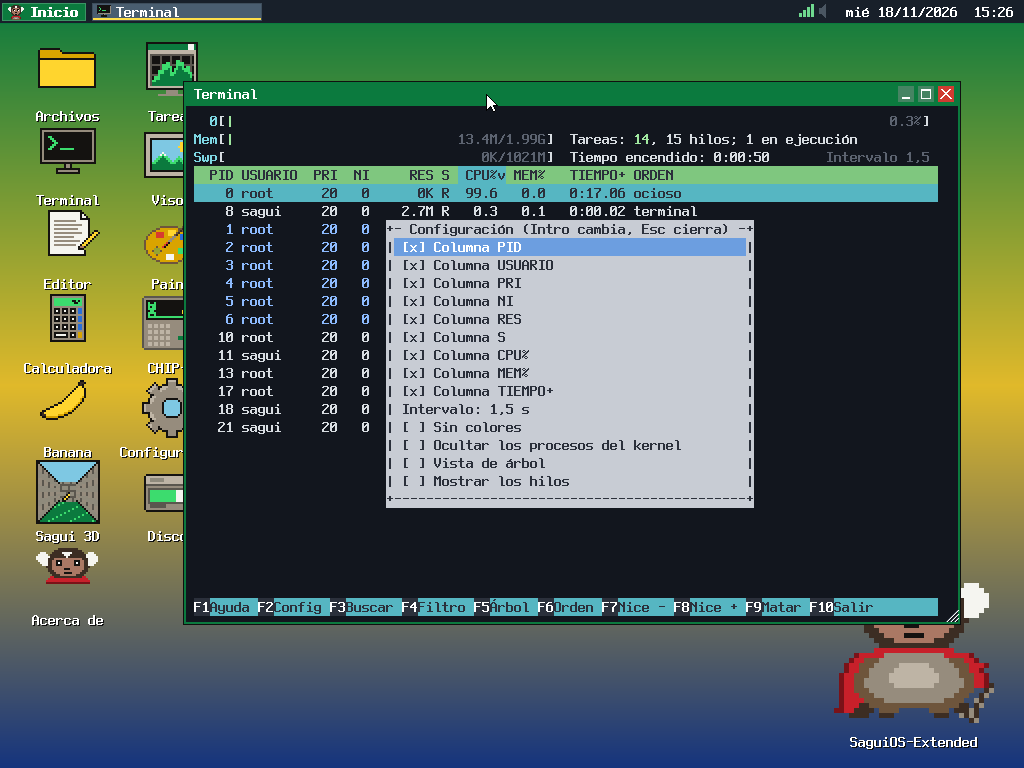 Inicio
Terminal
mié 18/11/2026 15:26
Archivos
Terminal
Editor
Calculadora
Banana
Sagui 3D
Acerca de
Tarea
Viso
Pain
CHIP-
Configur
Disco
Terminal
0[| 0.3%]
Mem[| 13.4M/1.99G] Tareas: 14, 15 hilos; 1 en ejecución
Swp[ 0K/1021M] Tiempo encendido: 0:00:50 Intervalo 1,5
PID USUARIO PRI NI RES S CPU%v MEM% TIEMPO+ ORDEN
0 root 20 0 0K R 99.6 0.0 0:17.06 ocioso
8 sagui 20 0 2.7M R 0.3 0.1 0:00.02 terminal
1 root 20 0
2 root 20 0
3 root 20 0
4 root 20 0
5 root 20 0
6 root 20 0
10 root 20 0
11 sagui 20 0
13 root 20 0
17 root 20 0
18 sagui 20 0
21 sagui 20 0
+- Configuración (Intro cambia, Esc cierra) -+
[x] Columna PID
[x] Columna USUARIO
[x] Columna PRI
[x] Columna NI
[x] Columna RES
[x] Columna S
[x] Columna CPU%
[x] Columna MEM%
[x] Columna TIEMPO+
Intervalo: 1,5 s
[ ] Sin colores
[ ] Ocultar los procesos del kernel
[ ] Vista de árbol
[ ] Mostrar los hilos
F1Ayuda F2Config F3Buscar F4Filtro F5Árbol F6Orden F7Nice - F8Nice + F9Matar F10Salir
SaguiOS-Extended